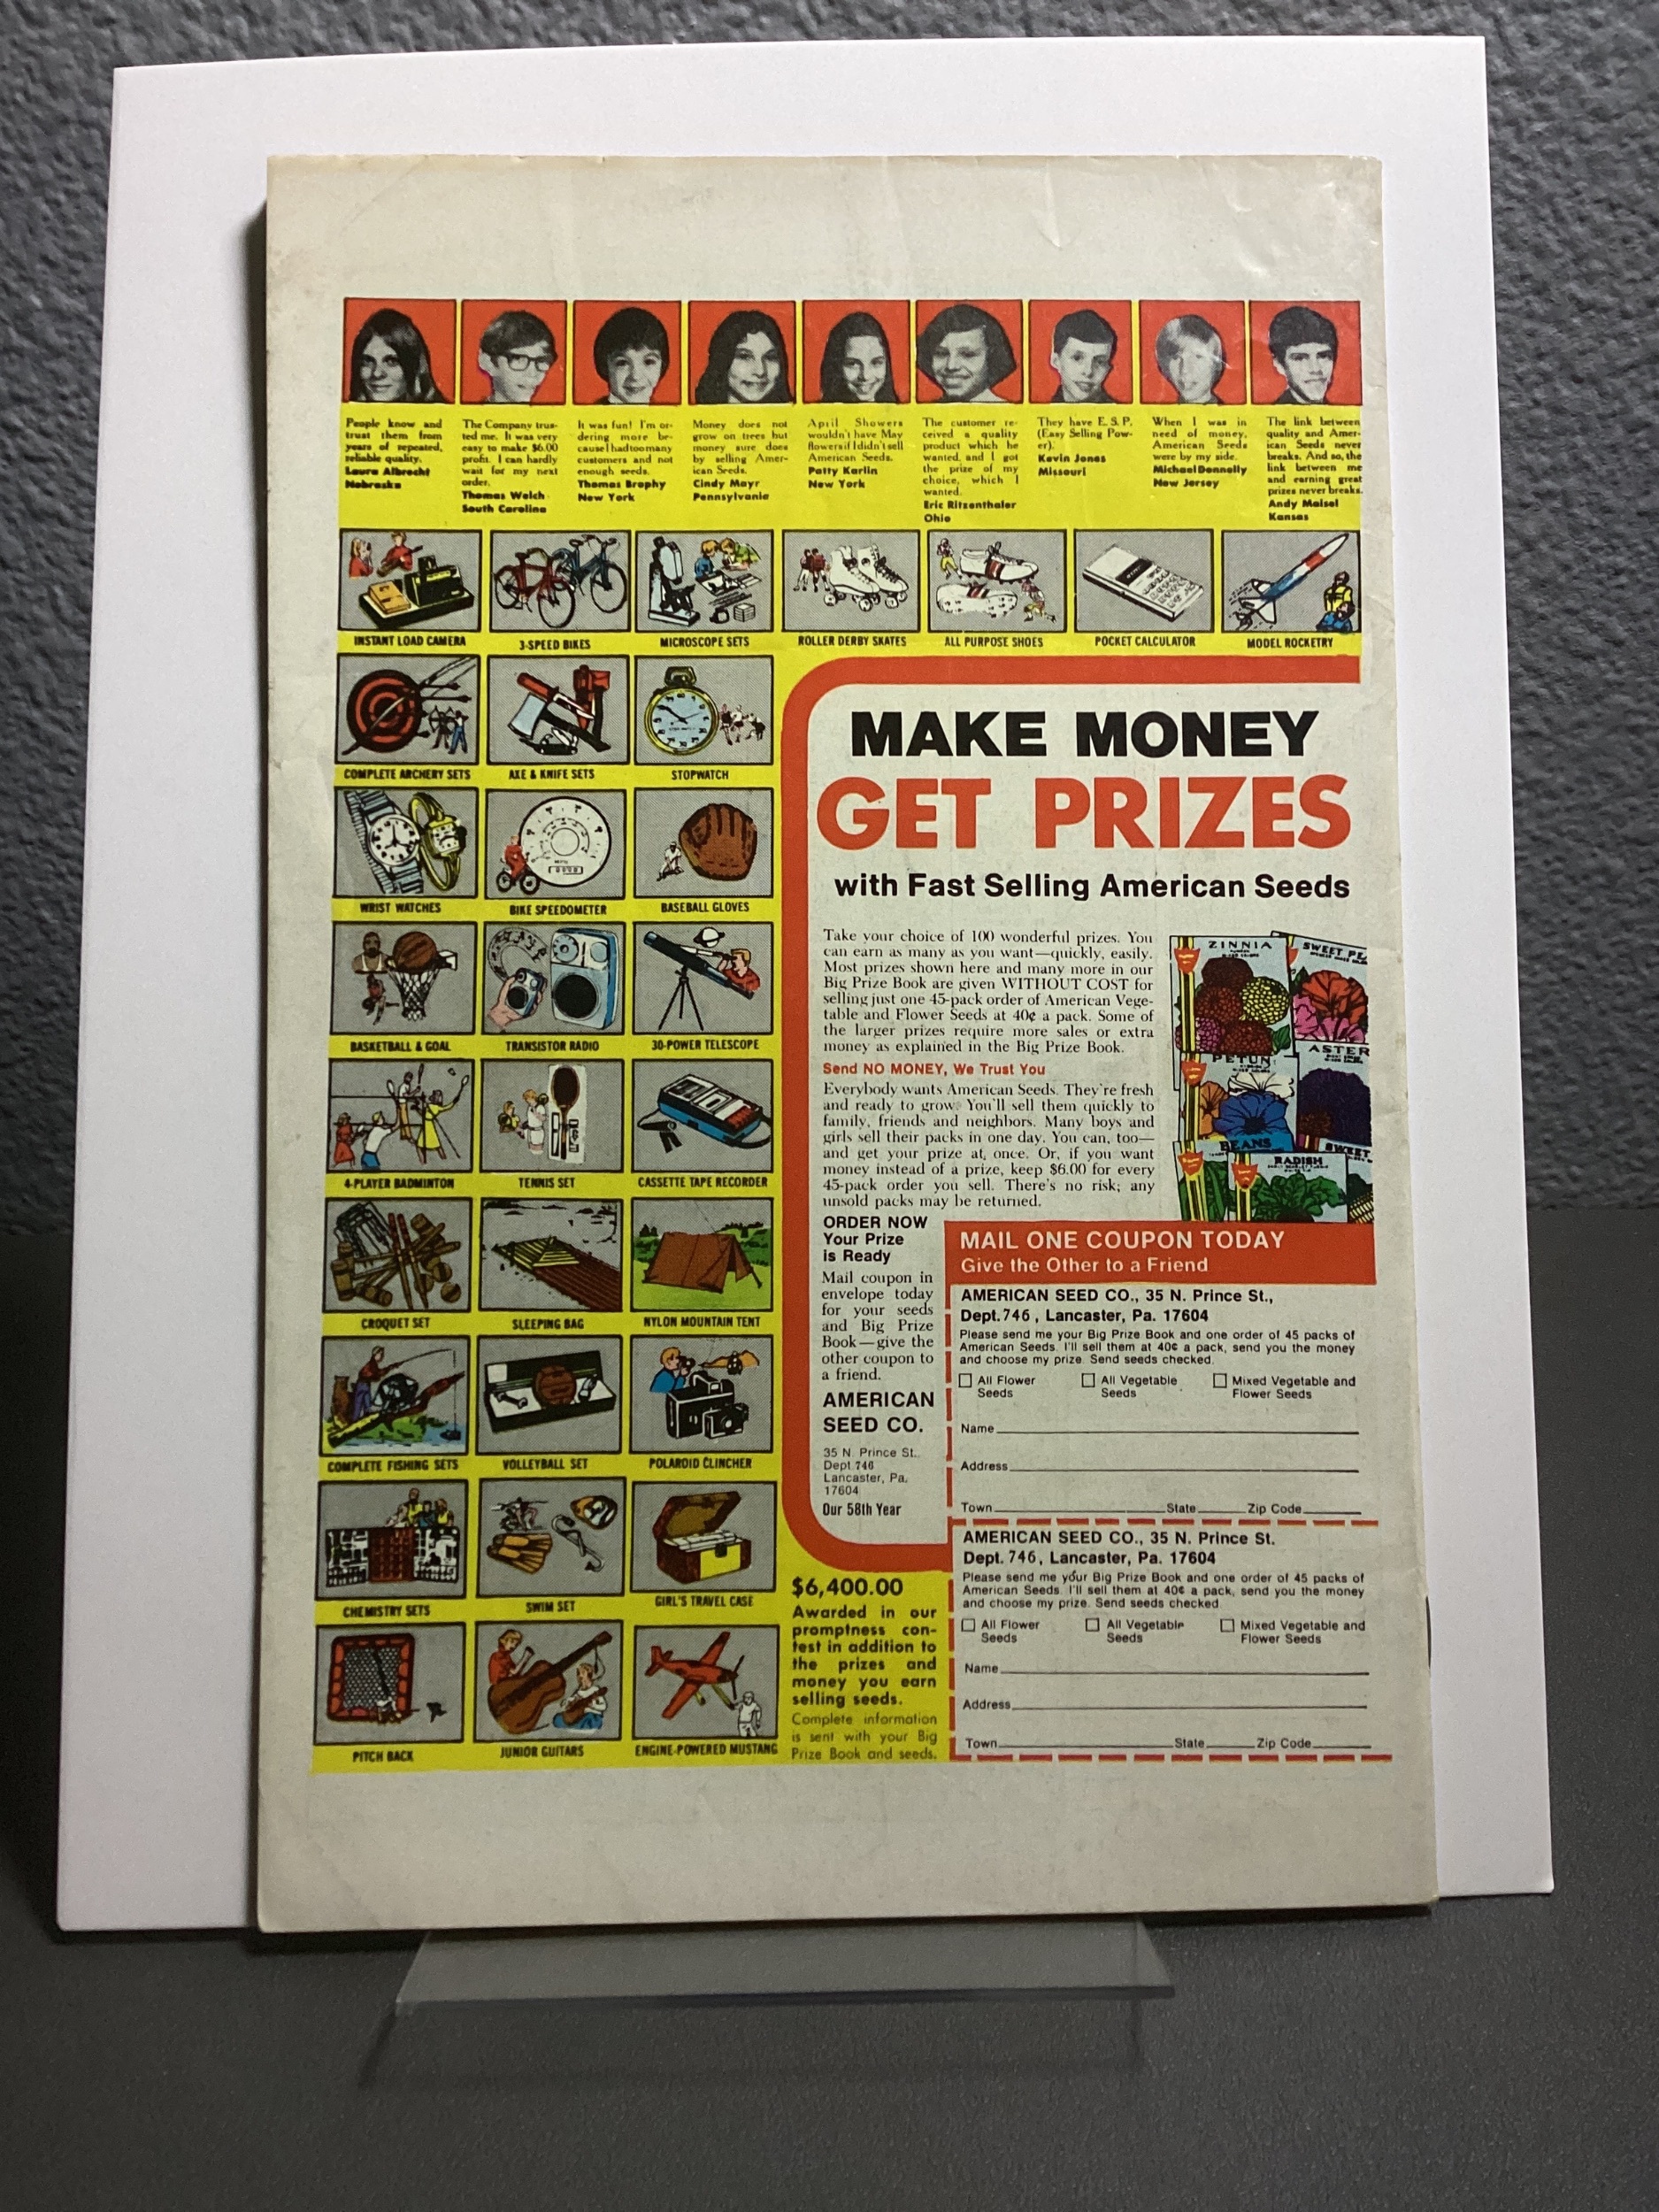 People know and
trust them from
years of repeated,
reliable quality.
Laura Albrecht
Nebraska
The Company trus-
ted me. It was very
easy to make $6.00
profit. I can hardly
wait for my next
order.
Thomas Welch
South Carolina
It was fun! I'm or-
dering more be-
cause I had too many
customers and not
enough seeds.
Thomas Brophy
New York
Money does not
grow on trees but
money sure does
by selling Amer-
ican Seeds.
Cindy Mayr
Pennsylvania
April Showers
wouldn't have May
flowers if I didn't sell
American Seeds.
Patty Karlin
New York
The customer re-
ceived a quality
product which he
wanted, and I got
the prize of my
choice, which I
wanted.
Eric Ritzenthaler
Ohio
They have E.S.P.
(Easy Selling Pow-
er).
Kevin Jones
Missouri
When I was in
need of money,
American Seeds
were by my side.
Michael Donnelly
New Jersey
The link between
quality and Amer-
ican Seeds never
breaks. And so, the
link between me
and earning great
prizes never breaks.
Andy Maisel
Kansas
INSTANT LOAD CAMERA
3-SPEED BIKES
MICROSCOPE SETS
ROLLER DERBY SKATES
ALL PURPOSE SHOES
POCKET CALCULATOR
MODEL ROCKETRY
COMPLETE ARCHERY SETS
AXE & KNIFE SETS
STOPWATCH
WRIST WATCHES
BIKE SPEEDOMETER
BASEBALL GLOVES
BASKETBALL & GOAL
TRANSISTOR RADIO
30-POWER TELESCOPE
4-PLAYER BADMINTON
TENNIS SET
CASSETTE TAPE RECORDER
CROQUET SET
SLEEPING BAG
NYLON MOUNTAIN TENT
COMPLETE FISHING SETS
VOLLEYBALL SET
POLAROID CLINCHER
CHEMISTRY SETS
SWIM SET
GIRL'S TRAVEL CASE
PITCH BACK
JUNIOR GUITARS
ENGINE-POWERED MUSTANG
MAKE MONEY
GET PRIZES
with Fast Selling American Seeds
Take your choice of 100 wonderful prizes. You
can earn as many as you want—quickly, easily.
Most prizes shown here and many more in our
Big Prize Book are given WITHOUT COST for
selling just one 45-pack order of American Vege-
table and Flower Seeds at 40¢ a pack. Some of
the larger prizes require more sales or extra
money as explained in the Big Prize Book.
Send NO MONEY, We Trust You
Everybody wants American Seeds. They're fresh
and ready to grow. You'll sell them quickly to
family, friends and neighbors. Many boys and
girls sell their packs in one day. You can, too—
and get your prize at once. Or, if you want
money instead of a prize, keep $6.00 for every
45-pack order you sell. There's no risk; any
unsold packs may be returned.
ZINNIA
SWEET PE
PETUN
ASTER
BEANS
RADISH
SWEET
ORDER NOW
Your Prize
is Ready
Mail coupon in
envelope today
for your seeds
and Big Prize
Book—give the
other coupon to
a friend.
AMERICAN
SEED CO.
35 N. Prince St.
Dept 746
Lancaster, Pa.
17604
Our 58th Year
MAIL ONE COUPON TODAY
Give the Other to a Friend
AMERICAN SEED CO., 35 N. Prince St.,
Dept. 746, Lancaster, Pa. 17604
Please send me your Big Prize Book and one order of 45 packs of
American Seeds. I'll sell them at 40¢ a pack, send you the money
and choose my prize. Send seeds checked.
All Flower Seeds
All Vegetable Seeds
Mixed Vegetable and Flower Seeds
Name
Address
Town State Zip Code
AMERICAN SEED CO., 35 N. Prince St.
Dept. 746, Lancaster, Pa. 17604
Please send me your Big Prize Book and one order of 45 packs of
American Seeds. I'll sell them at 40¢ a pack, send you the money
and choose my prize. Send seeds checked
All Flower Seeds
All Vegetable Seeds
Mixed Vegetable and Flower Seeds
Name
Address
Town State Zip Code
$6,400.00
Awarded in our
promptness con-
test in addition to
the prizes and
money you earn
selling seeds.
Complete information
is sent with your Big
Prize Book and seeds.